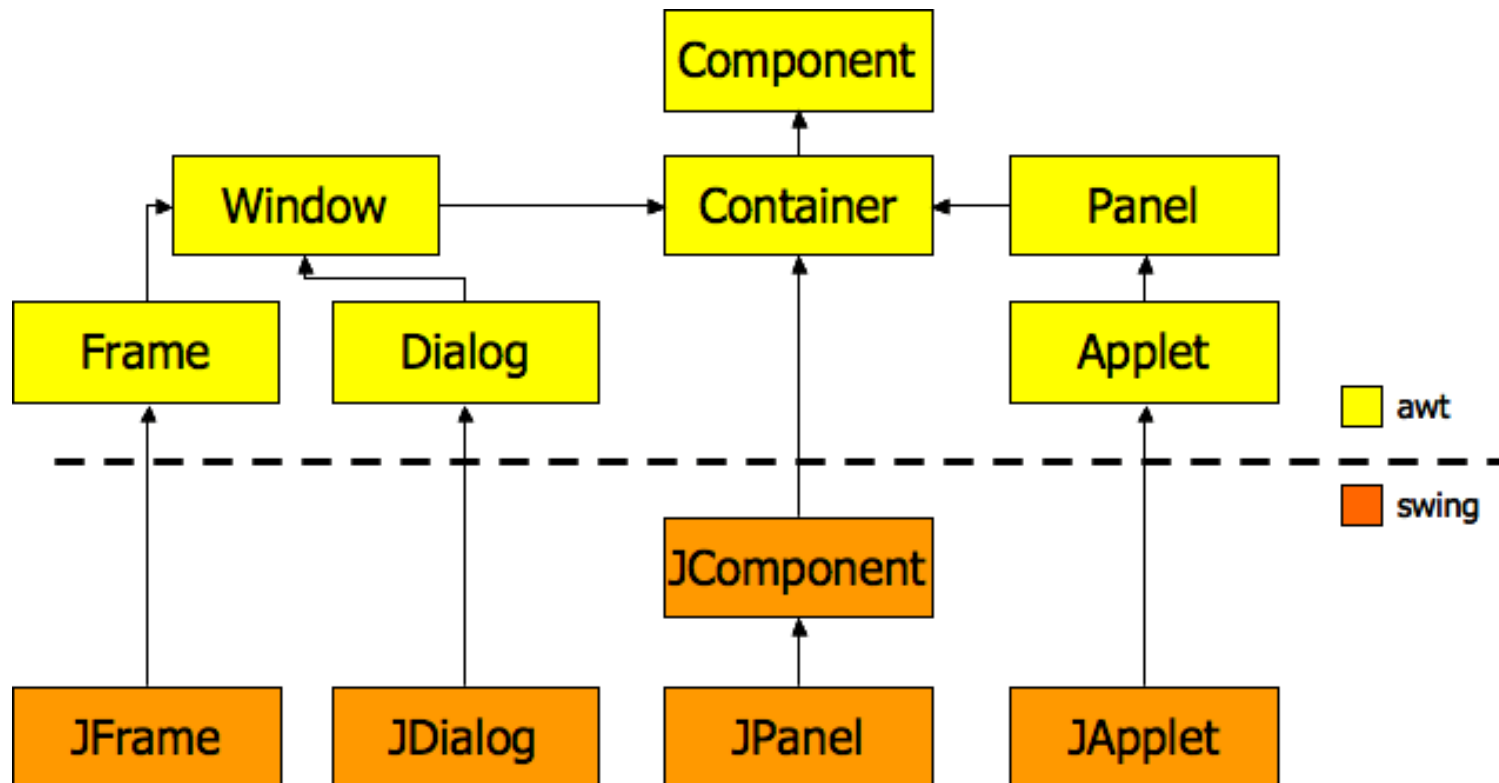 Component
Window
Container
Panel
Frame
Dialog
Applet
awt
swing
JComponent
JFrame
JDialog
JPanel
JApplet